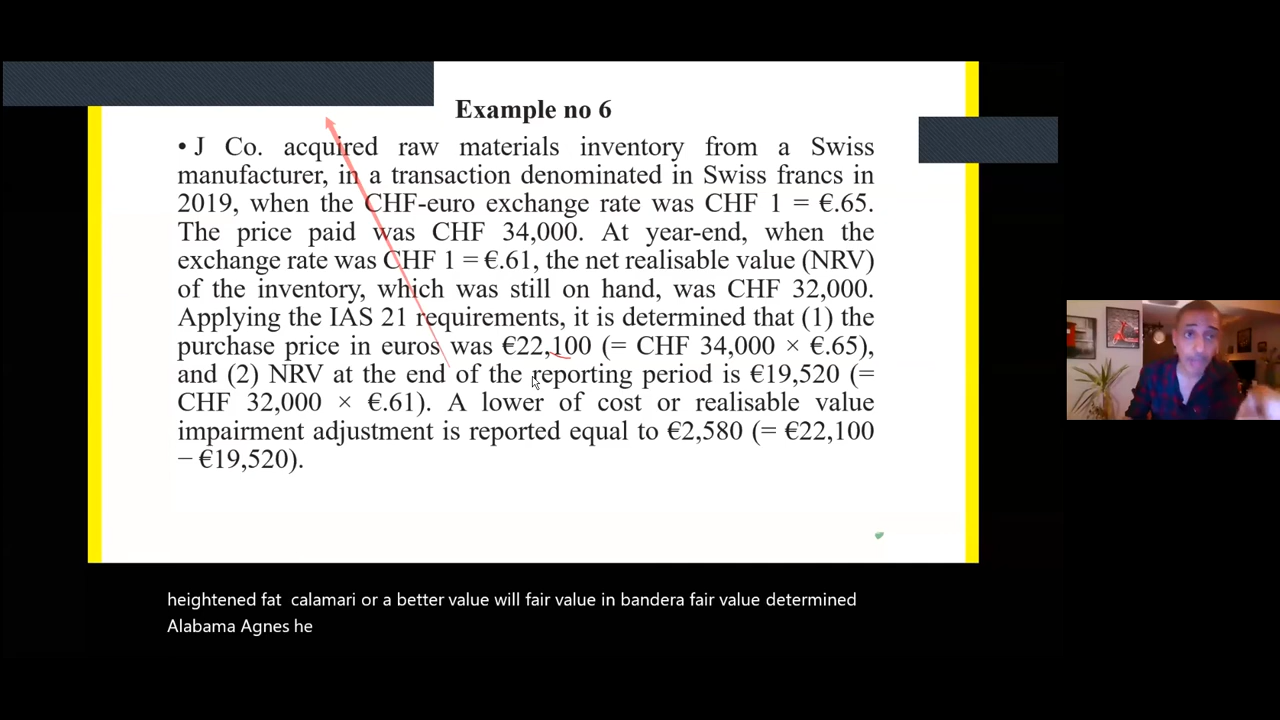 Example no 6
• J Co. acquired raw materials inventory from a Swiss
manufacturer, in a transaction denominated in Swiss francs in
2019, when the CHF-euro exchange rate was CHF 1 = €.65.
The price paid was CHF 34,000. At year-end, when the
exchange rate was CHF 1 = €.61, the net realisable value (NRV)
of the inventory, which was still on hand, was CHF 32,000.
Applying the IAS 21 requirements, it is determined that (1) the
purchase price in euros was €22,100 (= CHF 34,000 × €.65),
and (2) NRV at the end of the reporting period is €19,520 (=
CHF 32,000 × €.61). A lower of cost or realisable value
impairment adjustment is reported equal to €2,580 (= €22,100
− €19,520).
heightened fat calamari or a better value will fair value in bandera fair value determined
Alabama Agnes he